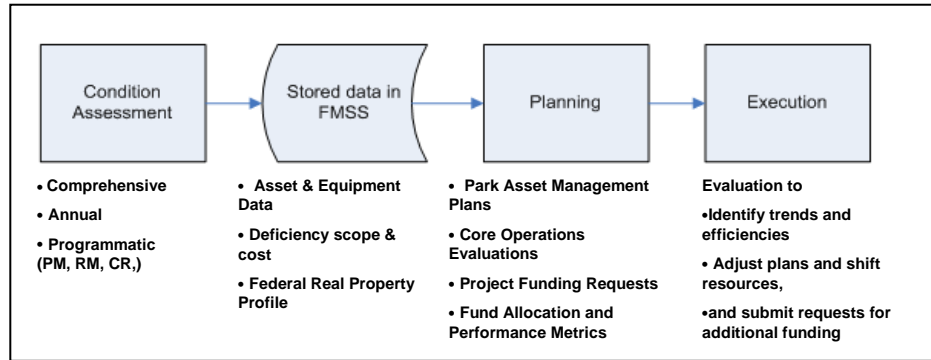 Condition
Assessment
Stored data in
FMSS
Planning
Execution
• Comprehensive
• Annual
• Programmatic
(PM, RM, CR,)
• Asset & Equipment
Data
• Deficiency scope &
cost
• Federal Real Property
Profile
• Park Asset Management
Plans
• Core Operations
Evaluations
• Project Funding Requests
• Fund Allocation and
Performance Metrics
Evaluation to
•Identify trends and
efficiencies
• Adjust plans and shift
resources,
•and submit requests for
additional funding